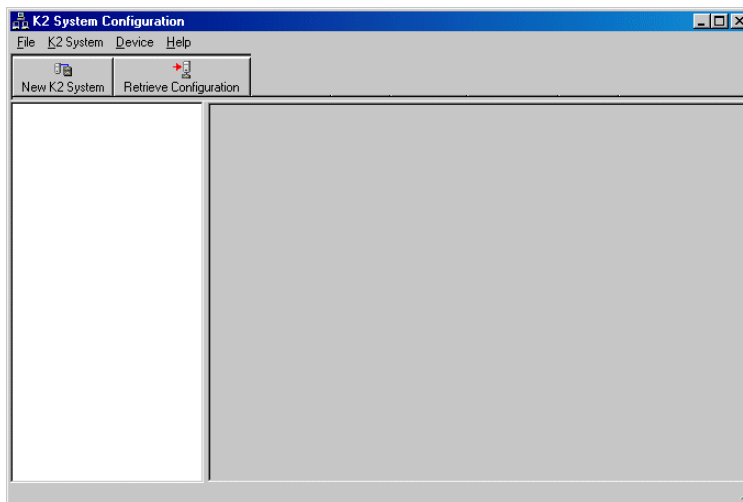 K2 System Configuration
File K2 System Device Help
New K2 System Retrieve Configuration